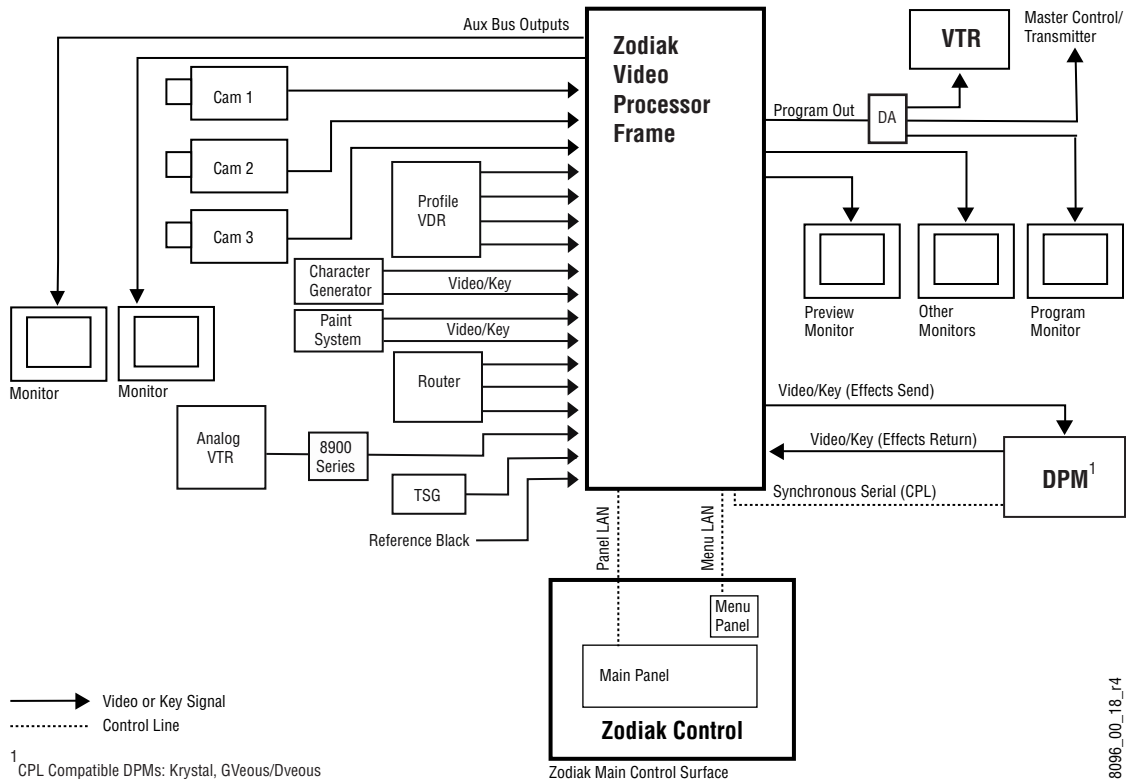 Aux Bus Outputs
Zodiak
Video
Processor
Frame
VTR
Master Control/
Transmitter
Cam 1
Program Out
DA
Cam 2
Profile
VDR
Cam 3
Character
Generator
Video/Key
Paint
System
Video/Key
Preview
Monitor
Other
Monitors
Program
Monitor
Router
Monitor
Monitor
Analog
VTR
8900
Series
TSG
Reference Black
Video/Key (Effects Send)
Video/Key (Effects Return)
DPM1
Synchronous Serial (CPL)
Panel LAN
Menu LAN
Menu
Panel
Main Panel
Zodiak Control
Zodiak Main Control Surface
Video or Key Signal
Control Line
1
CPL Compatible DPMs: Krystal, GVeous/Dveous
8096_00_18_r4